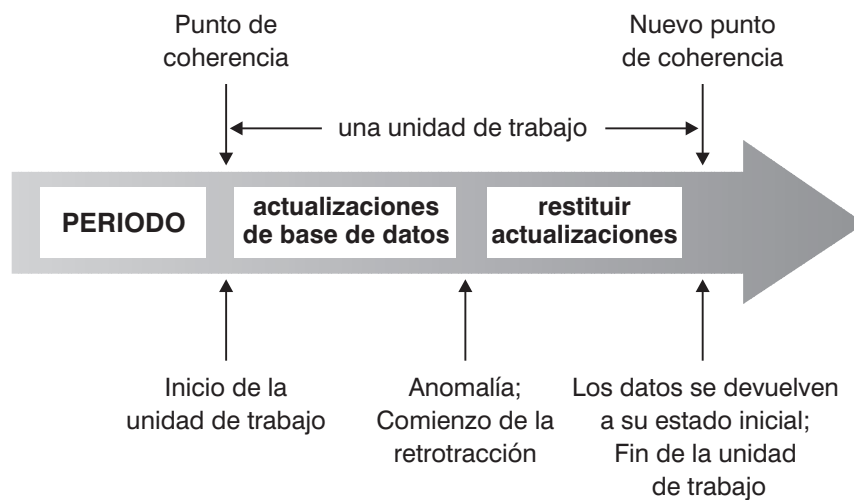 Punto de
coherencia
Nuevo punto
de coherencia
una unidad de trabajo
PERIODO
actualizaciones
de base de datos
restituir
actualizaciones
Inicio de la
unidad de trabajo
Anomalía;
Comienzo de la
retrotracción
Los datos se devuelven
a su estado inicial;
Fin de la unidad
de trabajo